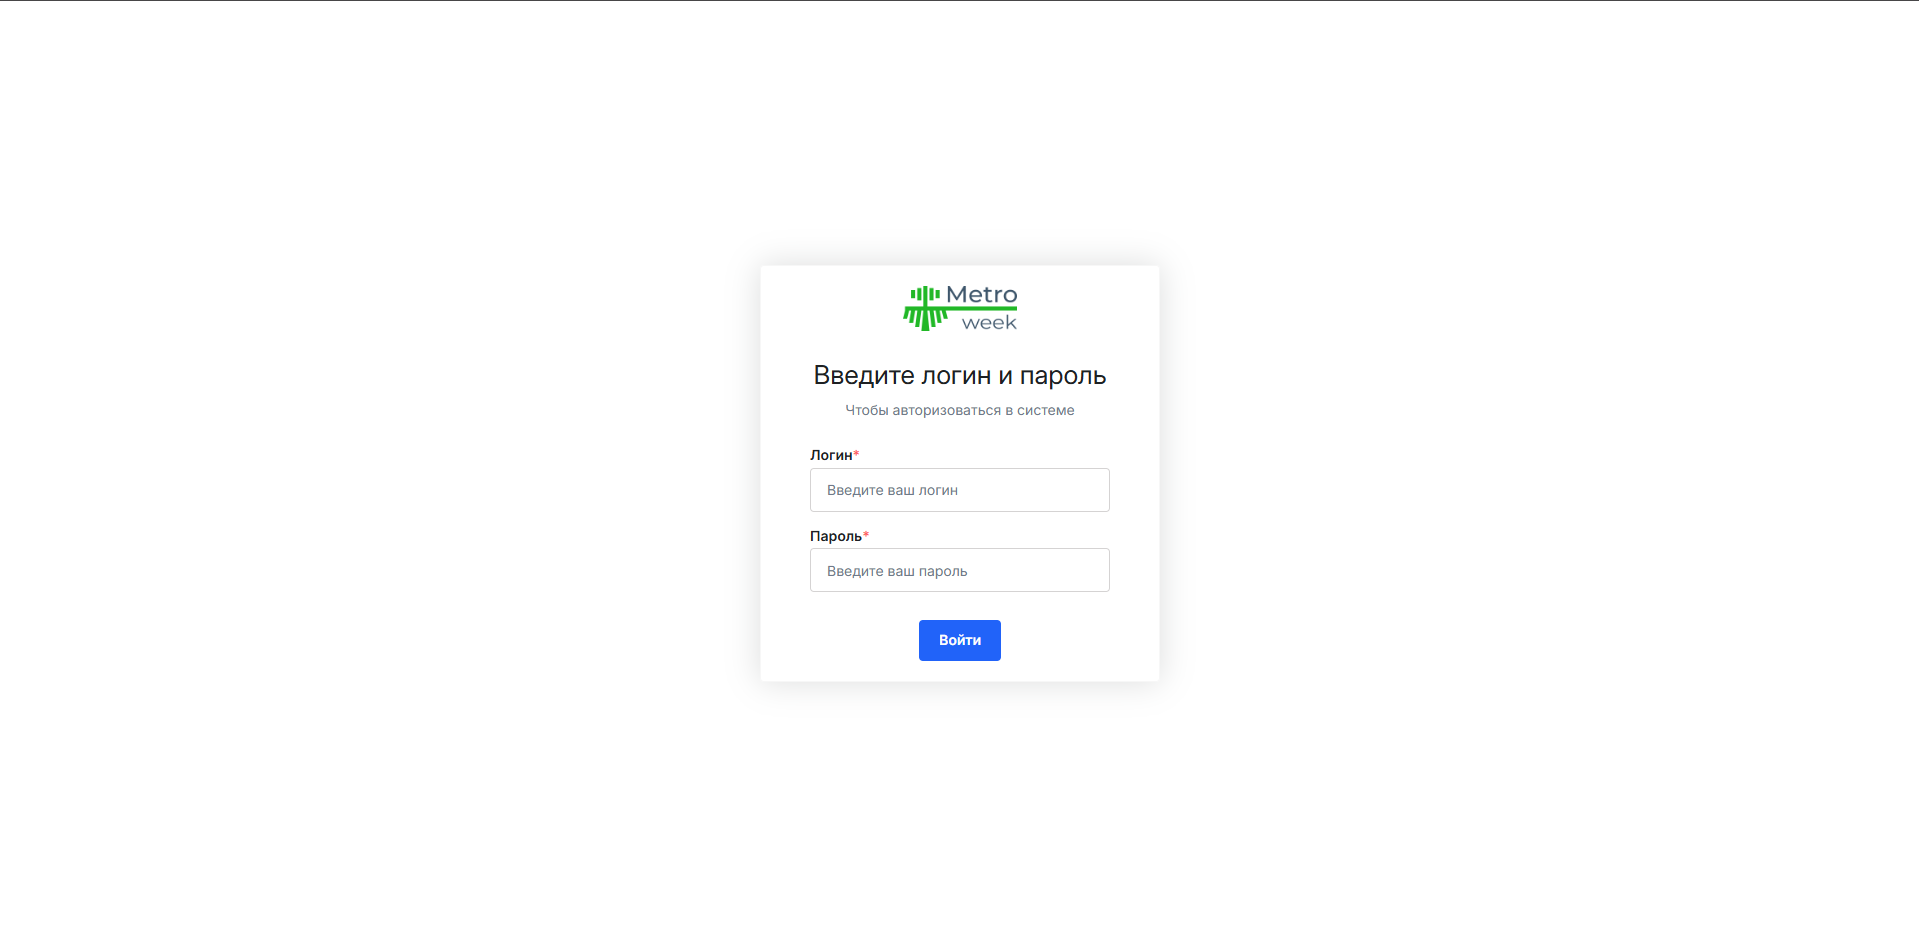 Metro
week
Введите логин и пароль
Чтобы авторизоваться в системе
Логин*
Введите ваш логин
Пароль*
Введите ваш пароль
Войти